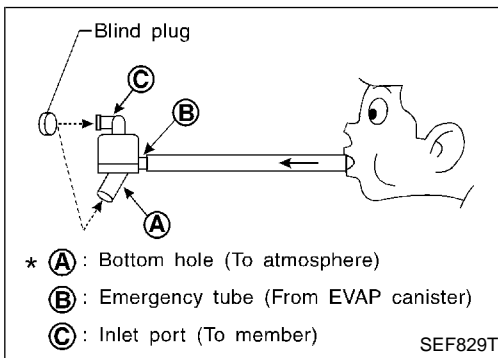 Blind plug
C
B
A
* A : Bottom hole (To atmosphere)
B : Emergency tube (From EVAP canister)
C : Inlet port (To member)
SEF829T